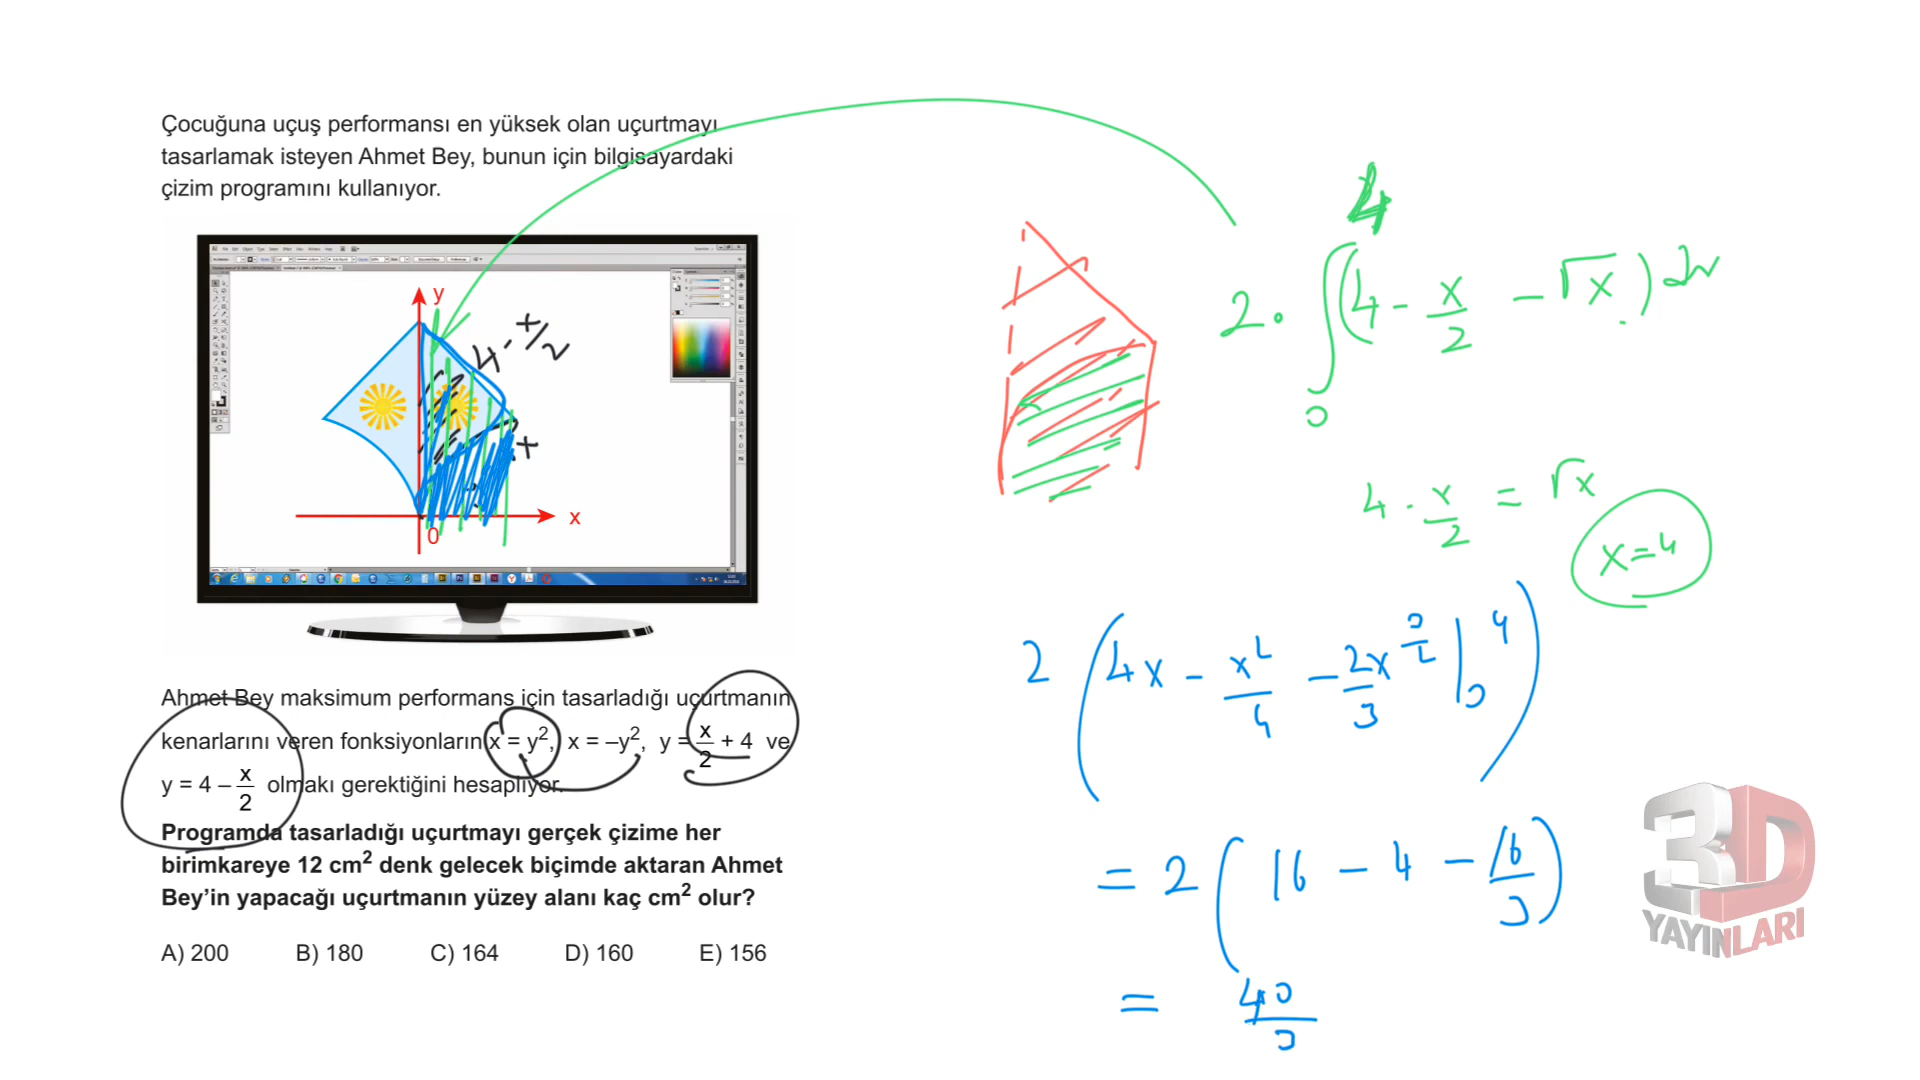 Çocuğuna uçuş performansı en yüksek olan uçurtmayı
tasarlamak isteyen Ahmet Bey, bunun için bilgisayardaki
çizim programını kullanıyor.
y
4 - x/2
x
x
0
Ahmet Bey maksimum performans için tasarladığı uçurtmanın
kenarlarını veren fonksiyonların x = y², x = –y², y = x/2 + 4 ve
y = 4 – x/2 olmakı gerektiğini hesaplıyor.
Programda tasarladığı uçurtmayı gerçek çizime her
birimkareye 12 cm² denk gelecek biçimde aktaran Ahmet
Bey’in yapacağı uçurtmanın yüzey alanı kaç cm² olur?
A) 200 B) 180 C) 164 D) 160 E) 156
2 · ∫₀⁴ (4 - x/2 - √x) dx
4 - x/2 = √x
x = 4
2 (4x - x²/4 - 2/3 x^(3/2) |₀⁴)
= 2 (16 - 4 - 16/3)
= 40/3
3D
YAYINLARI